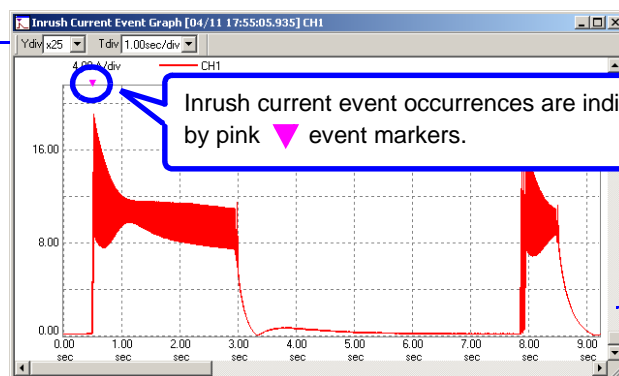 Inrush Current Event Graph [04/11 17:55:05.935] CH1
Ydiv x25 Tdiv 1.00sec/div
4.00 A/div CH1
Inrush current event occurrences are indi
by pink ▼ event markers.
16.00
8.00
0.00
0.00 1.00 2.00 3.00 4.00 5.00 6.00 7.00 8.00 9.00
sec sec sec sec sec sec sec sec sec sec